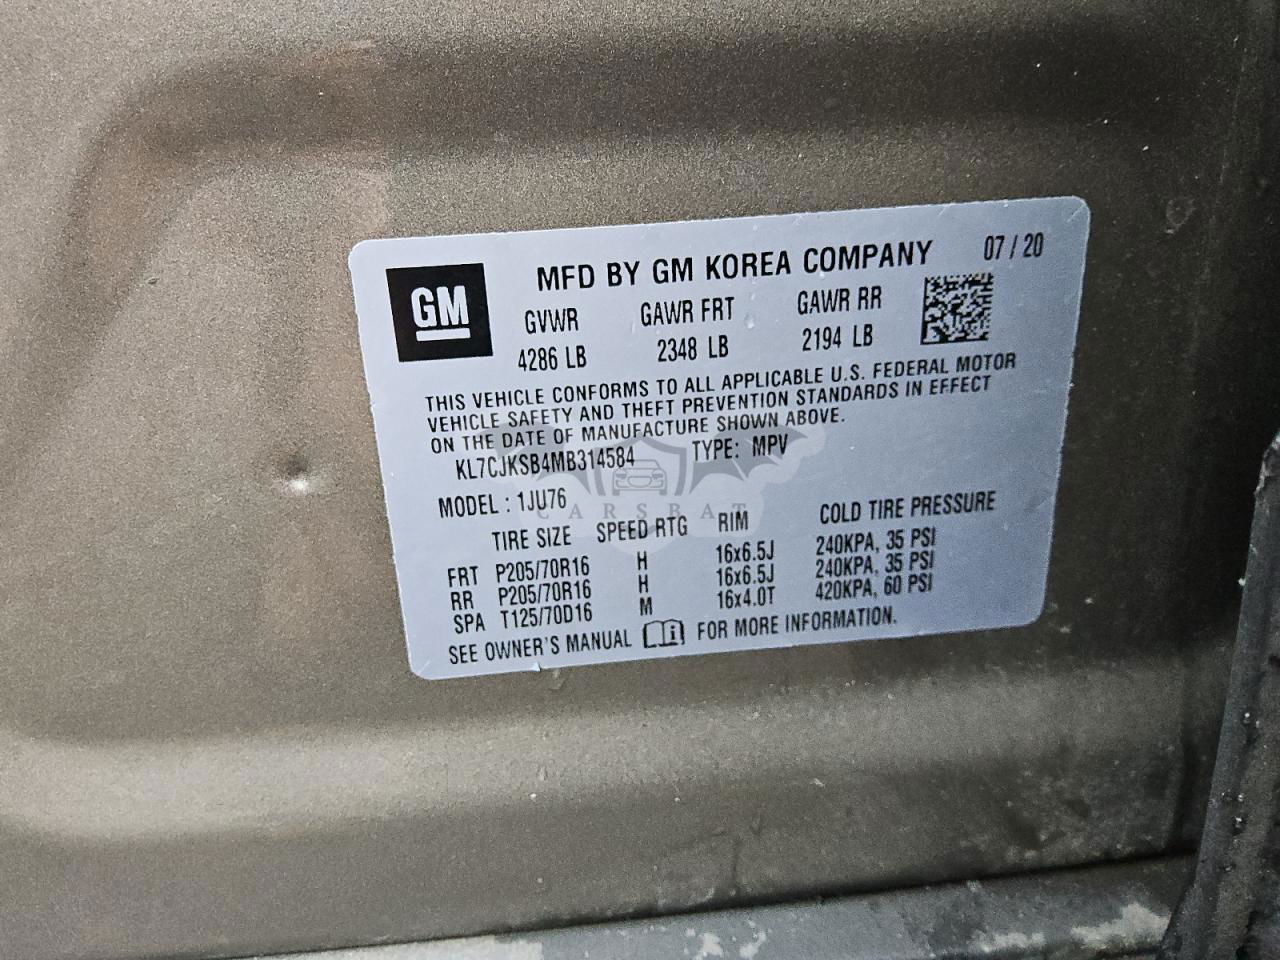 GM
MFD BY GM KOREA COMPANY 07 / 20
GVWR GAWR FRT GAWR RR
4286 LB 2348 LB 2194 LB
THIS VEHICLE CONFORMS TO ALL APPLICABLE U.S. FEDERAL MOTOR
VEHICLE SAFETY AND THEFT PREVENTION STANDARDS IN EFFECT
ON THE DATE OF MANUFACTURE SHOWN ABOVE.
KL7CJKSB4MB314584 TYPE: MPV
MODEL : 1JU76
CARSBAT
TIRE SIZE SPEED RTG RIM COLD TIRE PRESSURE
FRT P205/70R16 H 16x6.5J 240KPA, 35 PSI
RR P205/70R16 H 16x6.5J 240KPA, 35 PSI
SPA T125/70D16 M 16x4.0T 420KPA, 60 PSI
SEE OWNER'S MANUAL FOR MORE INFORMATION.